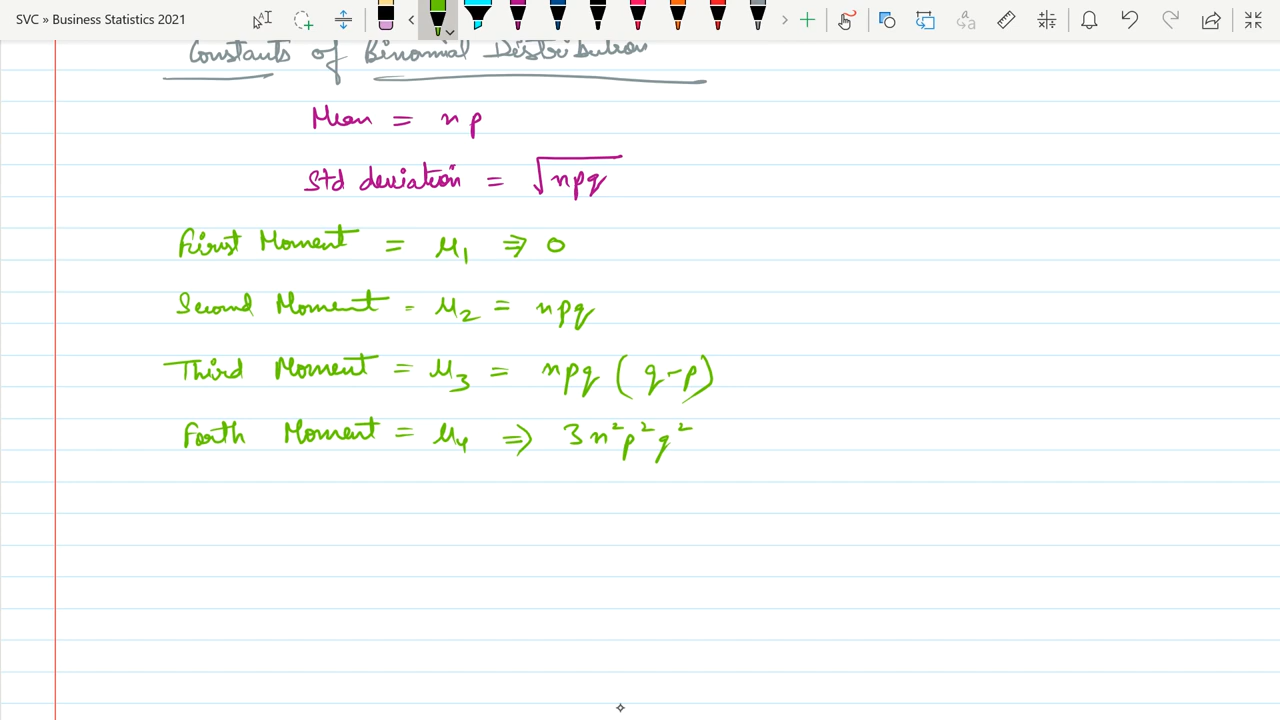 SVC » Business Statistics 2021
Constants of Binomial Distribution
Mean = np
Std deviation = √npq
First Moment = μ₁ ⇒ 0
Second Moment = μ₂ = npq
Third Moment = μ₃ = npq (q-p)
Forth Moment = μ₄ ⇒ 3n²p²q²